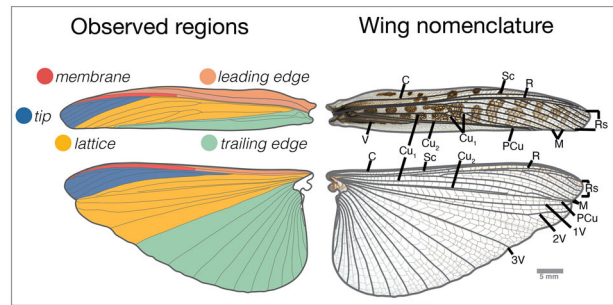 Observed regions
Wing nomenclature
membrane
leading edge
tip
lattice
trailing edge
C
Sc
R
Rs
V
Cu2
Cu1
PCu
M
C
Cu1
Sc
Cu2
R
Rs
M
PCu
1V
2V
3V
5 mm